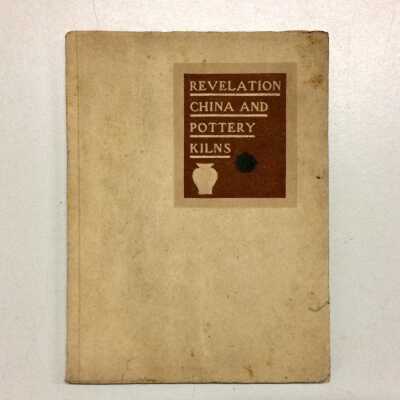 REVELATION
CHINA AND
POTTERY
KILNS